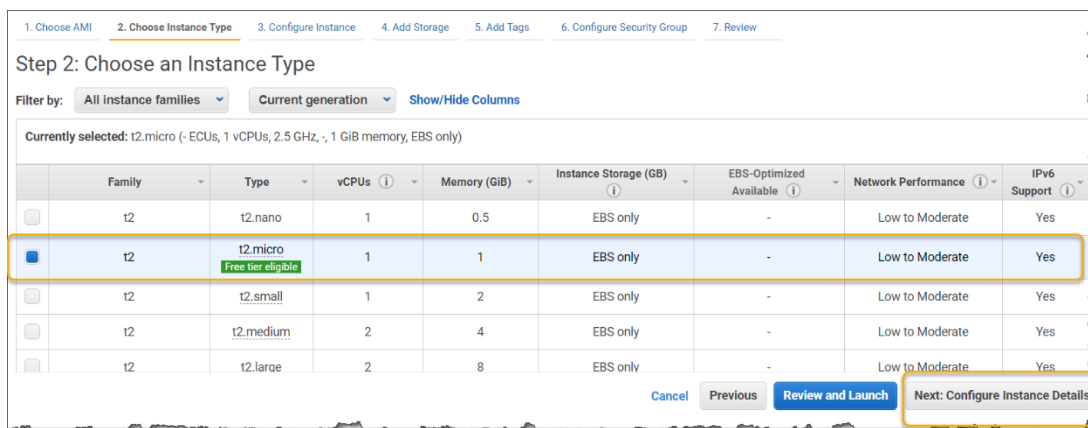 1. Choose AMI 2. Choose Instance Type 3. Configure Instance 4. Add Storage 5. Add Tags 6. Configure Security Group 7. Review
Step 2: Choose an Instance Type
Filter by: All instance families Current generation Show/Hide Columns
Currently selected: t2.micro (- ECUs, 1 vCPUs, 2.5 GHz, -, 1 GiB memory, EBS only)
Family Type vCPUs i Memory (GiB) Instance Storage (GB) i EBS-Optimized Available i Network Performance i IPv6 Support i
t2 t2.nano 1 0.5 EBS only - Low to Moderate Yes
t2 t2.micro 1 1 EBS only - Low to Moderate Yes
Free tier eligible
t2 t2.small 1 2 EBS only - Low to Moderate Yes
t2 t2.medium 2 4 EBS only - Low to Moderate Yes
t2 t2.large 2 8 EBS only - Low to Moderate Yes
Cancel Previous Review and Launch Next: Configure Instance Details